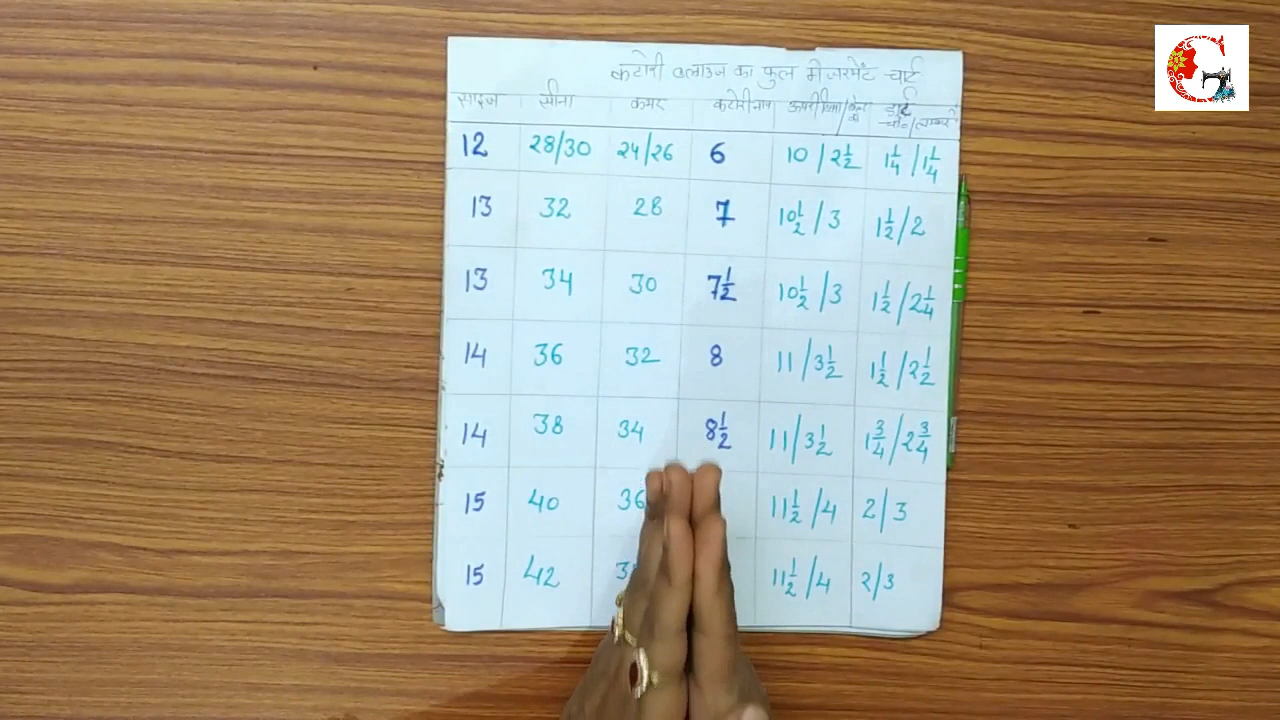 कटोरी ब्लाउज का फुल मेजरमेंट चार्ट
साइज सीना कमर कटोरीनाप
12 28/30 24/26 6 10/2½ 1¼/1¼
13 32 28 7 10½/3 1½/2
13 34 30 7½ 10½/3 1½/2¼
14 36 32 8 11/3½ 1½/2½
14 38 34 8½ 11/3½ 1¾/2¾
15 40 36 11½/4 2/3
15 42 11½/4 2/3